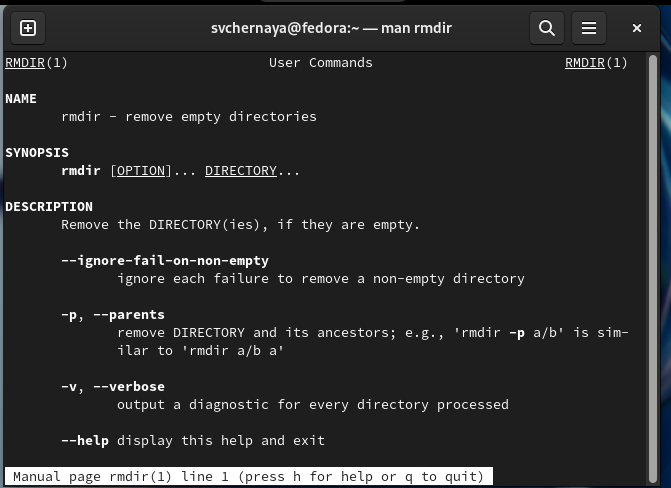 svchernaya@fedora:~ — man rmdir
RMDIR(1) User Commands RMDIR(1)
NAME
rmdir - remove empty directories
SYNOPSIS
rmdir [OPTION]... DIRECTORY...
DESCRIPTION
Remove the DIRECTORY(ies), if they are empty.
--ignore-fail-on-non-empty
ignore each failure to remove a non-empty directory
-p, --parents
remove DIRECTORY and its ancestors; e.g., 'rmdir -p a/b' is sim-
ilar to 'rmdir a/b a'
-v, --verbose
output a diagnostic for every directory processed
--help display this help and exit
Manual page rmdir(1) line 1 (press h for help or q to quit)